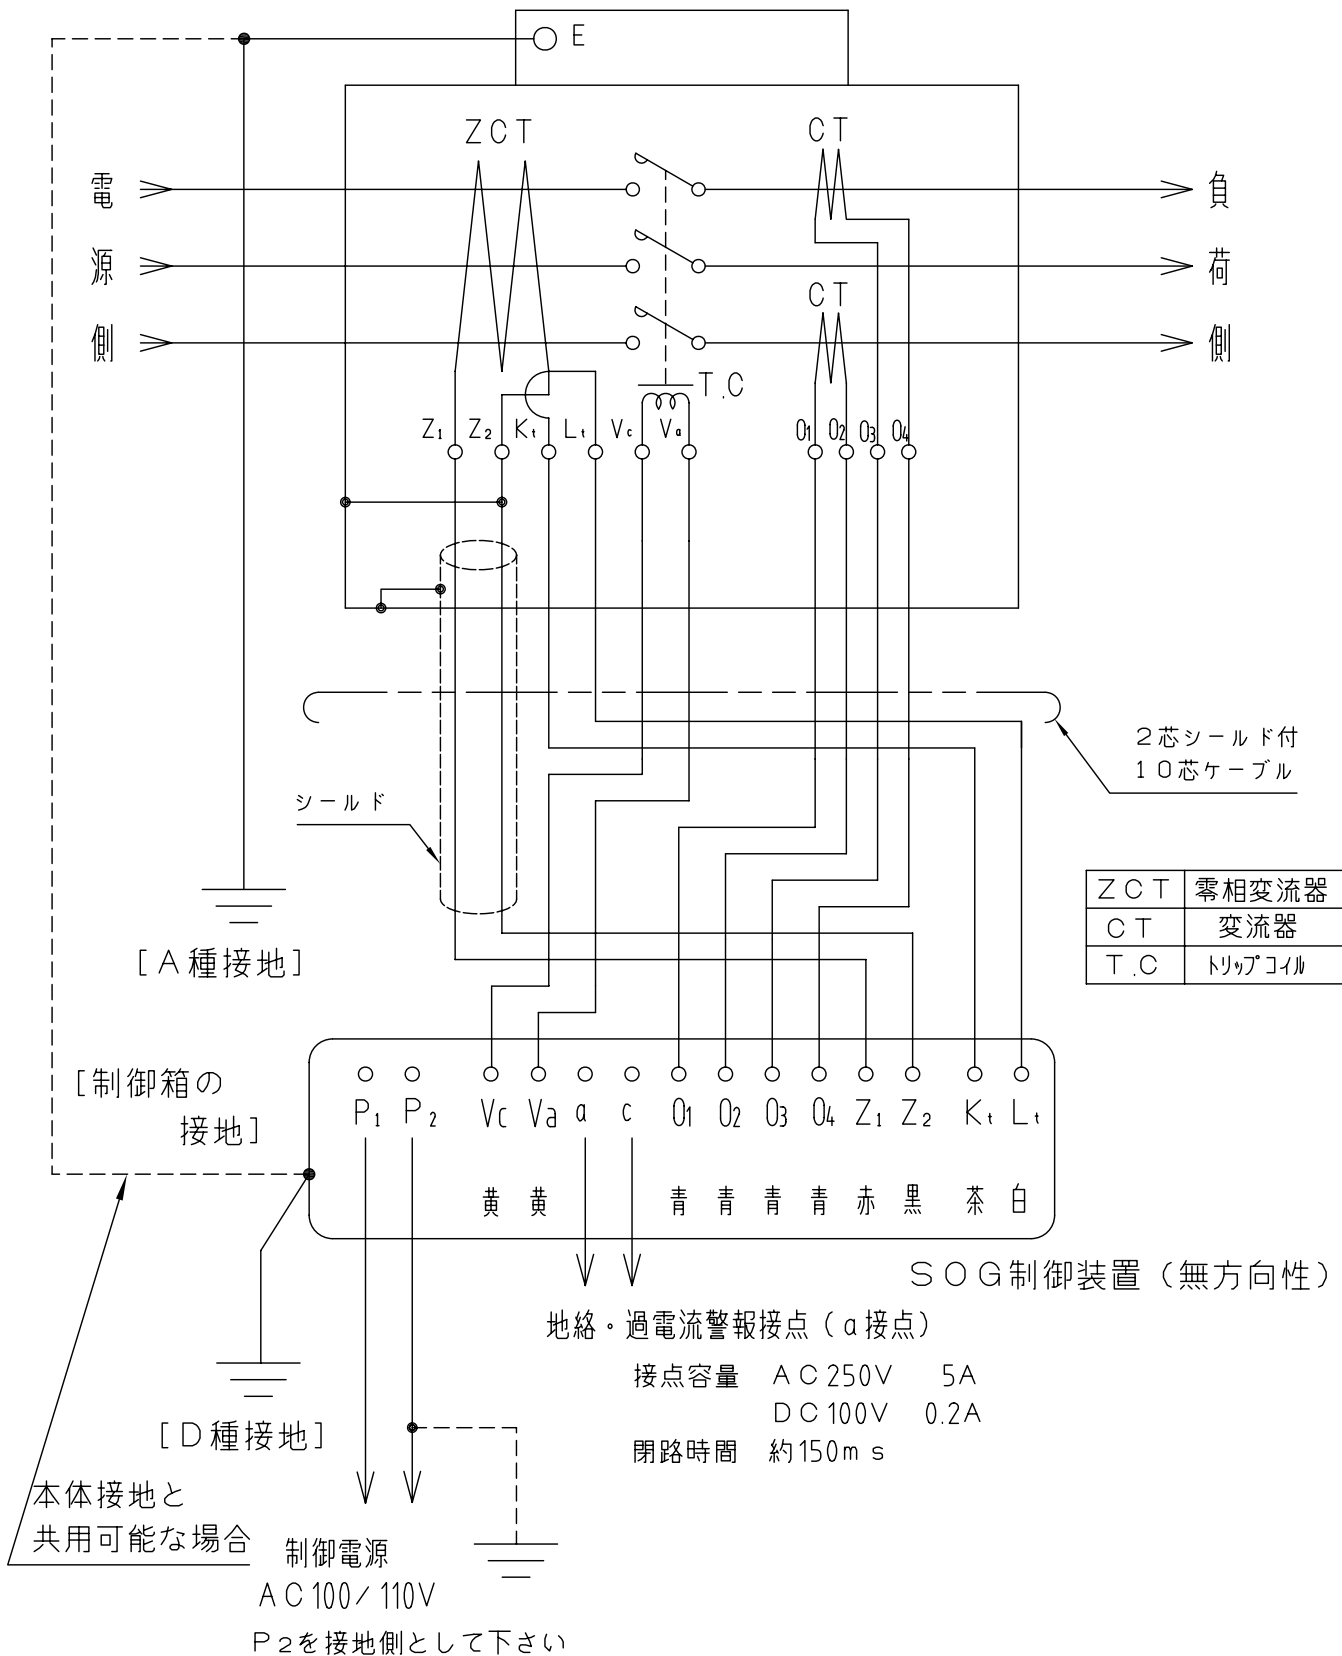 E
ZCT
CT
電源側
負荷側
CT
T.C
Z1 Z2 Kt Lt Vc Va O1 O2 O3 O4
2芯シールド付
10芯ケーブル
シールド
ZCT 零相変流器
CT 変流器
T.C トリップコイル
[A種接地]
[制御箱の
接地]
P1 P2 Vc Va a c O1 O2 O3 O4 Z1 Z2 Kt Lt
黄 黄 青 青 青 青 赤 黒 茶 白
SOG制御装置(無方向性)
地絡・過電流警報接点(a接点)
接点容量 AC250V 5A
DC100V 0.2A
閉路時間 約150ms
[D種接地]
本体接地と
共用可能な場合
制御電源
AC100/110V
P2を接地側として下さい